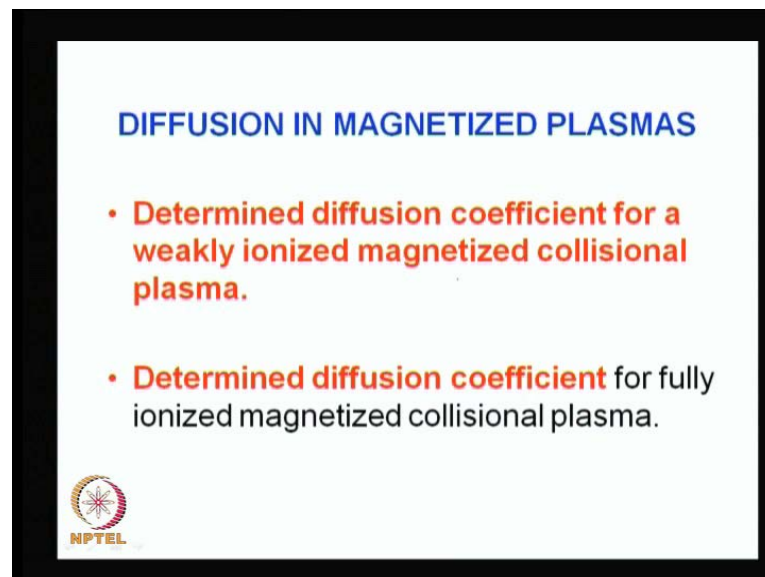 DIFFUSION IN MAGNETIZED PLASMAS
• Determined diffusion coefficient for a
weakly ionized magnetized collisional
plasma.
• Determined diffusion coefficient for fully
ionized magnetized collisional plasma.
NPTEL